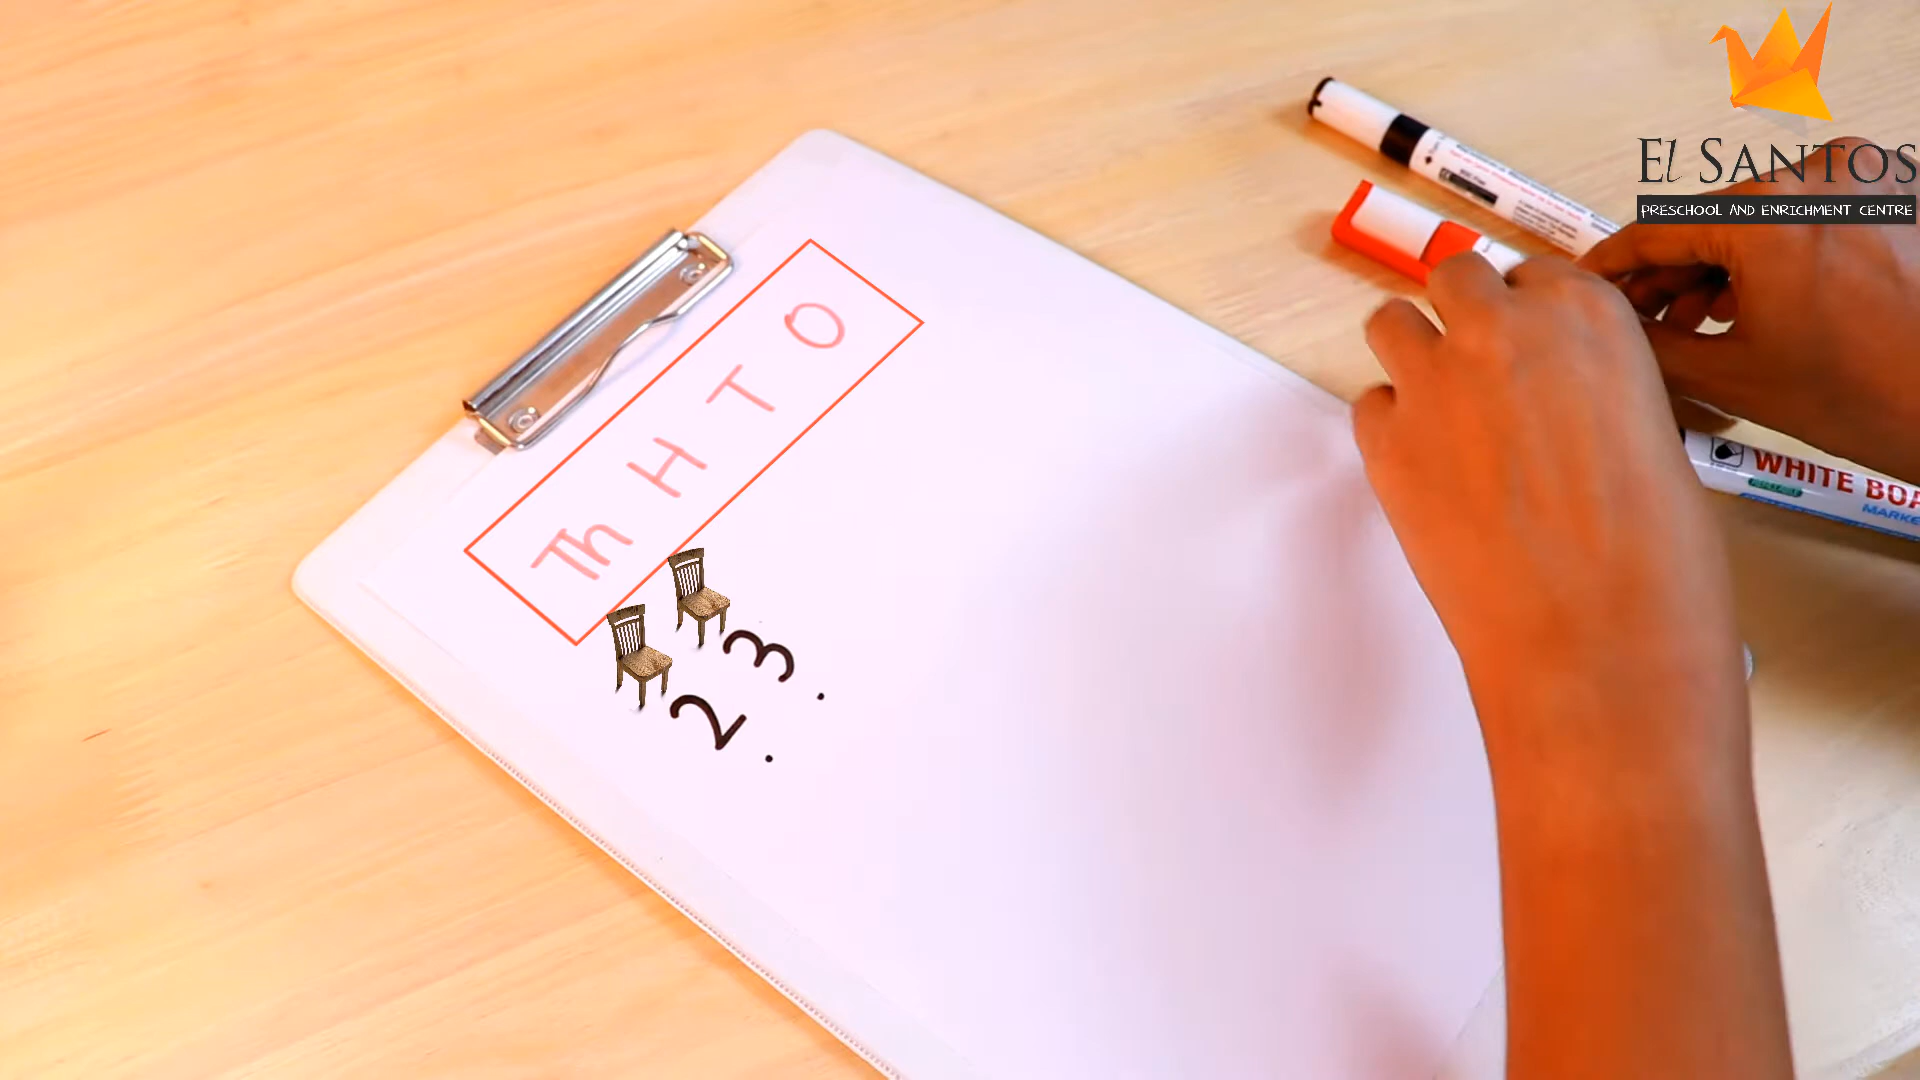 El SANTOS
PRESCHOOL AND ENRICHMENT CENTRE
Th H T O
2 3
. .
WHITE BOA
MARKE